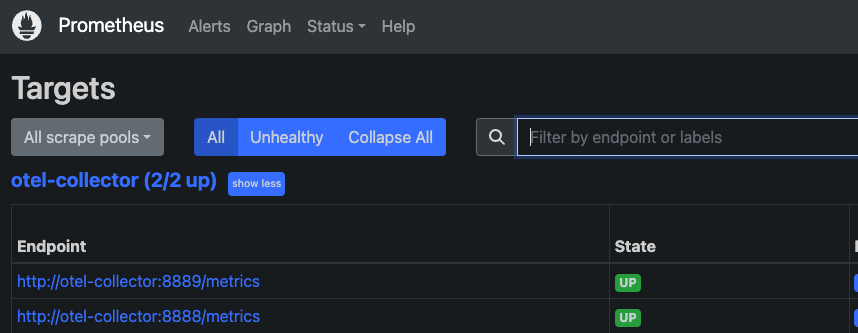 Prometheus Alerts Graph Status Help
Targets
All scrape pools All Unhealthy Collapse All Filter by endpoint or labels
otel-collector (2/2 up) show less
Endpoint State
http://otel-collector:8889/metrics UP
http://otel-collector:8888/metrics UP